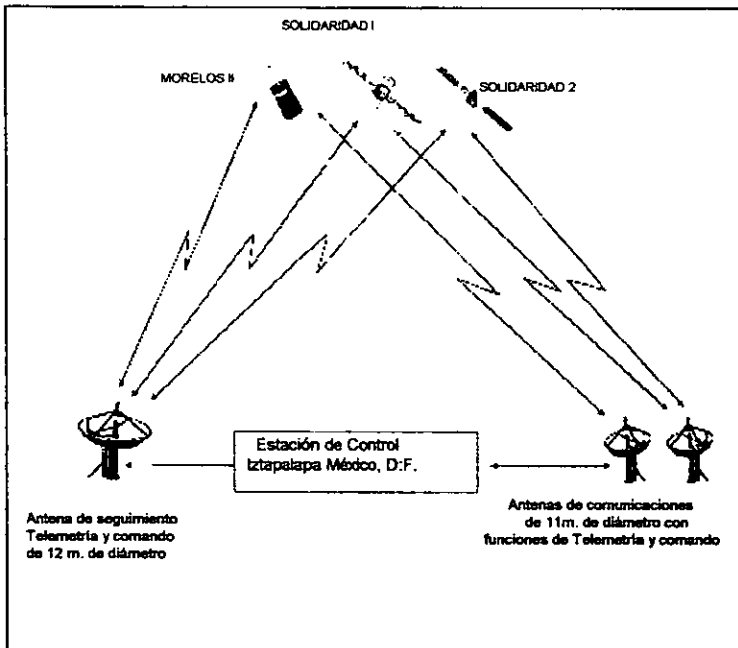 SOLIDARIDAD I
MORELOS II
SOLIDARIDAD 2
Estación de Control
Iztapalapa México, D:F.
Antena de seguimiento
Telemetría y comando
de 12 m. de diámetro
Antenas de comunicaciones
de 11m. de diámetro con
funciones de Telemetría y comando